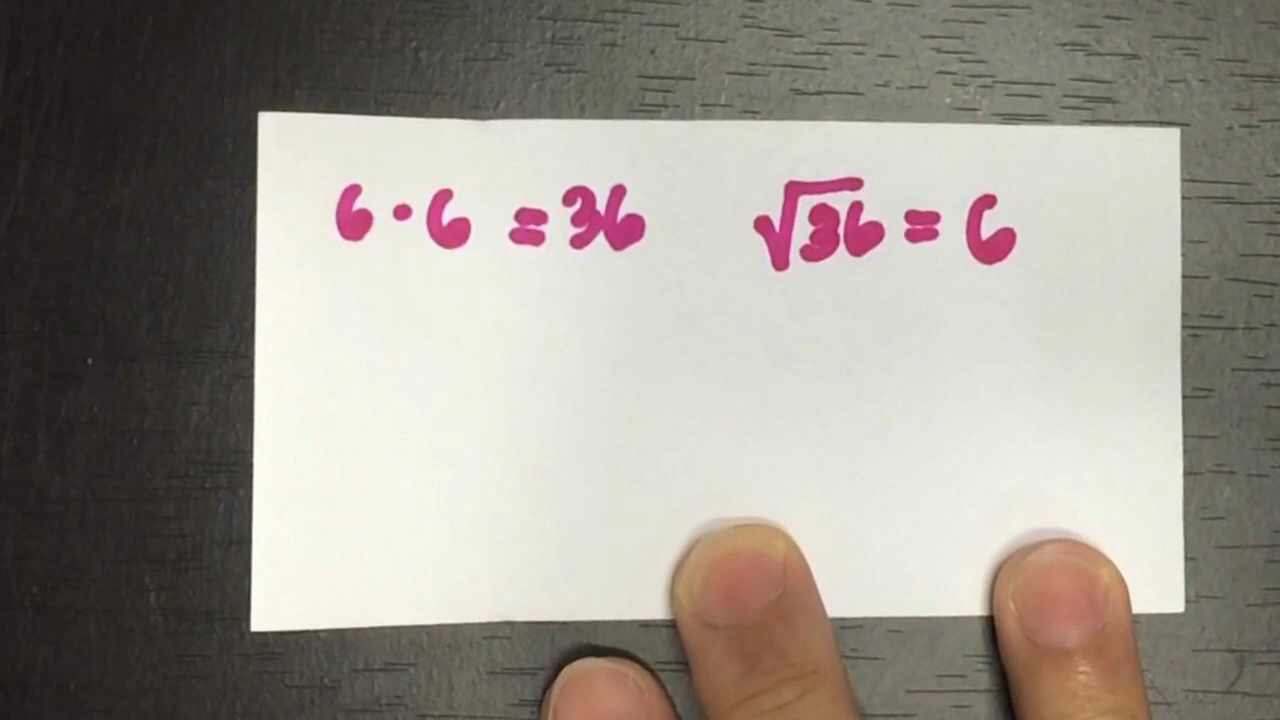 6 · 6 = 36 √36 = 6